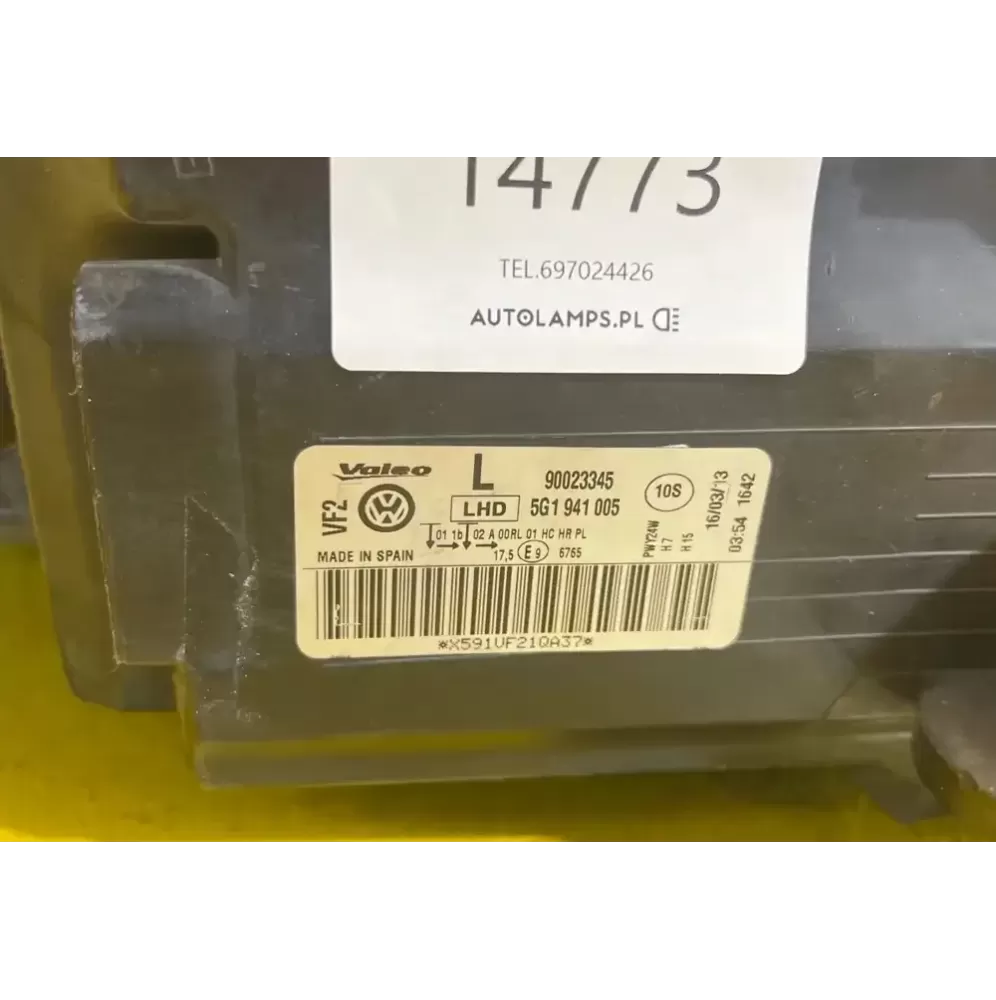 14773
TEL.697024426
AUTOLAMPS.PL
Valeo L 90023345
VF2 LHD 5G1 941 005
10S
01 1b 02 A 00RL 01 HC HR PL
MADE IN SPAIN 17,5 E9 6765
PWY24W
H7
H15
16/03/13
03:54 1642
*X591VF21QA37*